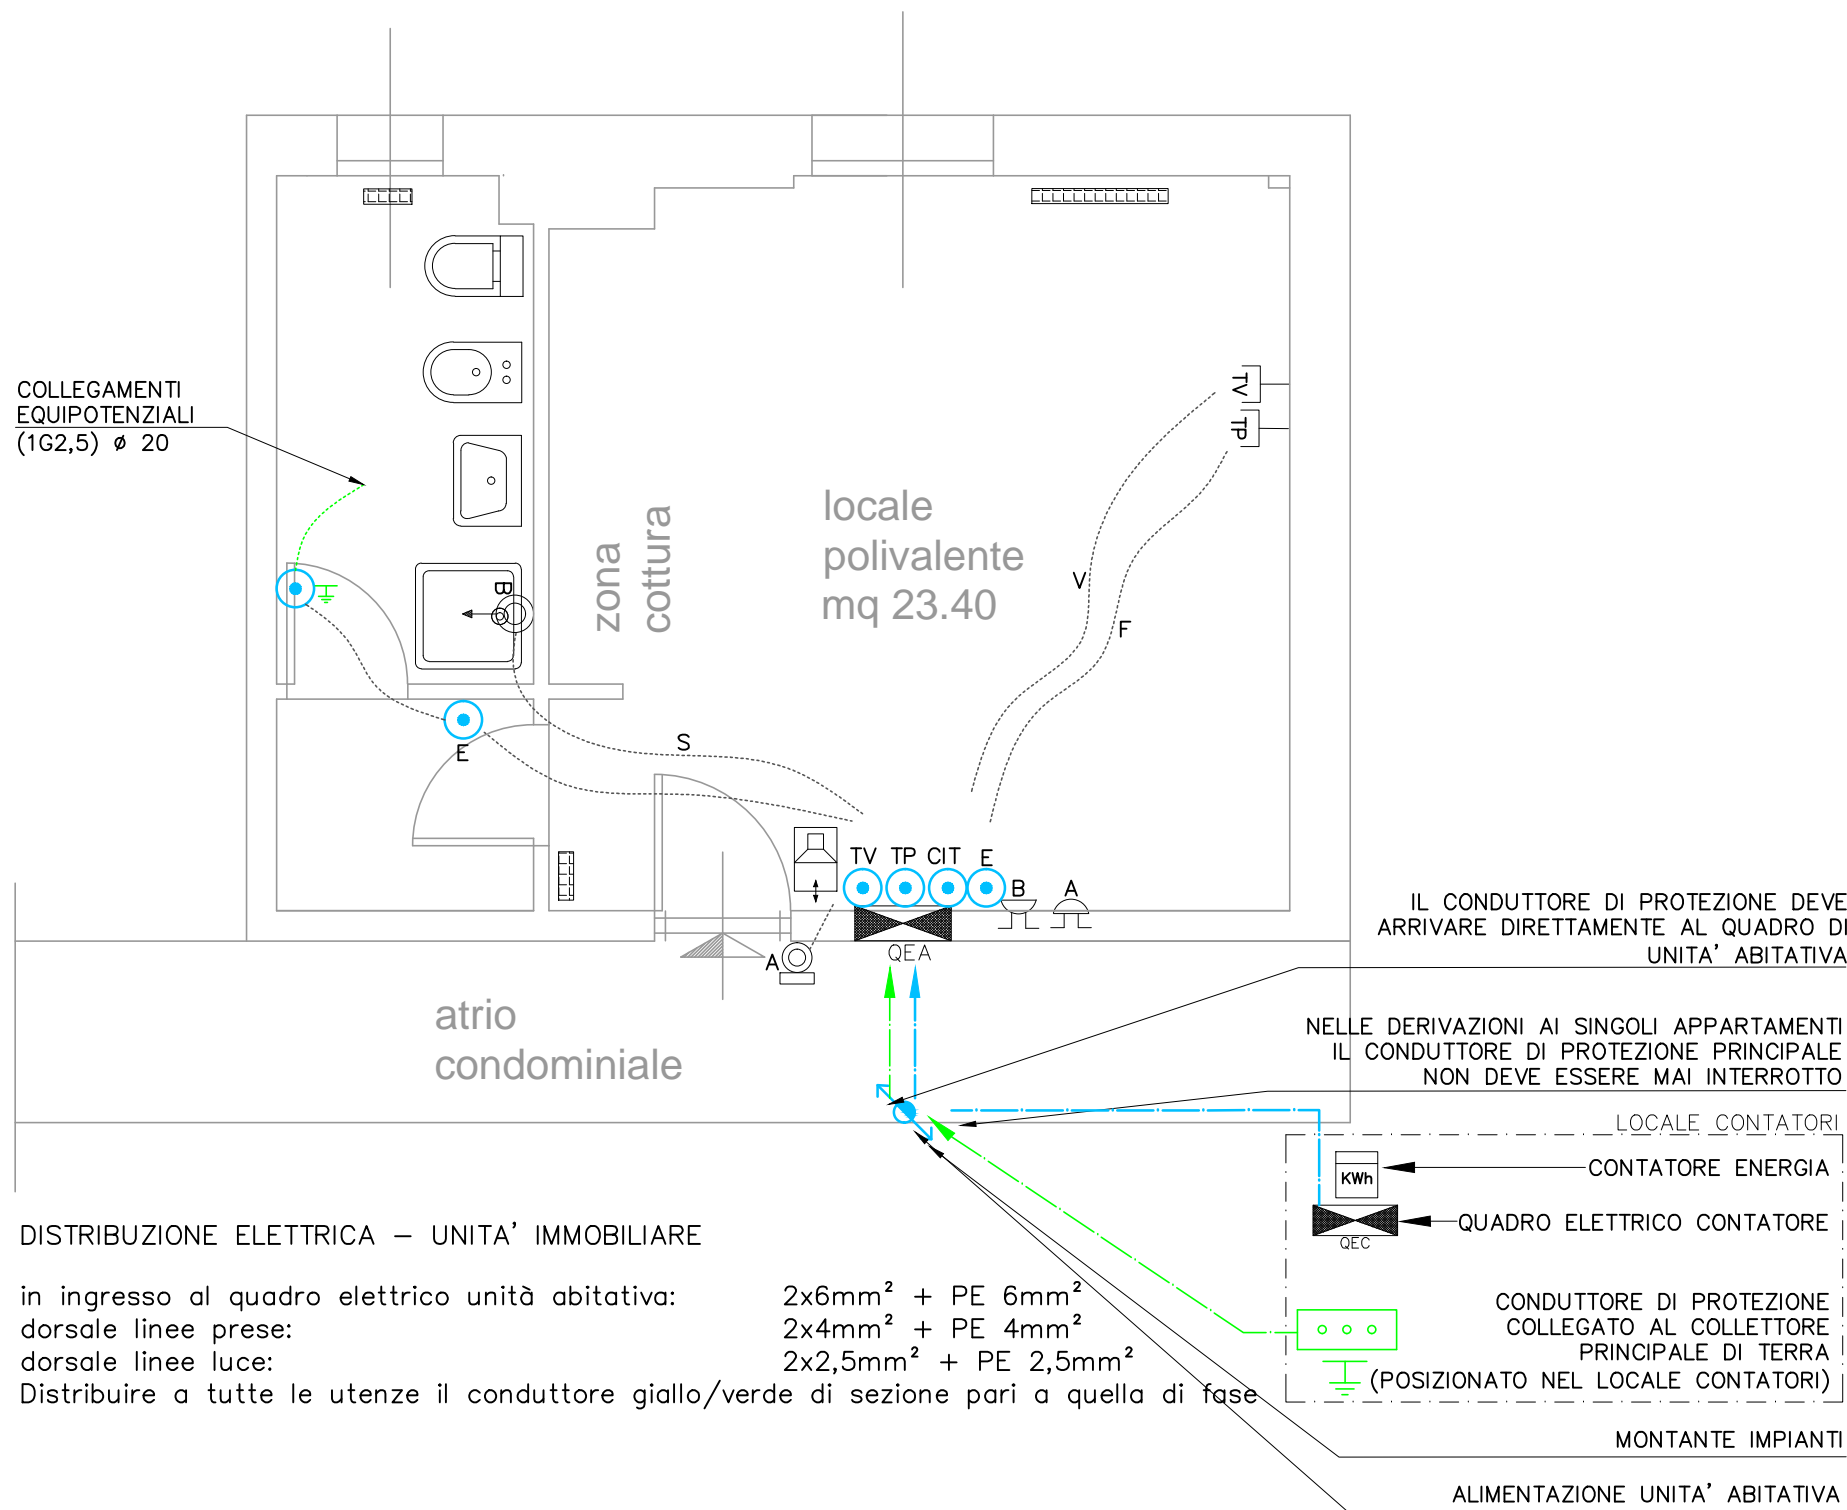 COLLEGAMENTI
EQUIPOTENZIALI
(1G2,5) ø 20
B
zona
cottura
locale
polivalente
mq 23.40
TV
TP
V
F
S
E
TV TP CIT E
B A
QEA
A
atrio
condominiale
IL CONDUTTORE DI PROTEZIONE DEVE
ARRIVARE DIRETTAMENTE AL QUADRO DI
UNITA' ABITATIVA
NELLE DERIVAZIONI AI SINGOLI APPARTAMENTI
IL CONDUTTORE DI PROTEZIONE PRINCIPALE
NON DEVE ESSERE MAI INTERROTTO
LOCALE CONTATORI
KWh
CONTATORE ENERGIA
QUADRO ELETTRICO CONTATORE
QEC
CONDUTTORE DI PROTEZIONE
COLLEGATO AL COLLETTORE
PRINCIPALE DI TERRA
(POSIZIONATO NEL LOCALE CONTATORI)
MONTANTE IMPIANTI
ALIMENTAZIONE UNITA' ABITATIVA
DISTRIBUZIONE ELETTRICA – UNITA' IMMOBILIARE
in ingresso al quadro elettrico unità abitativa: 2x6mm² + PE 6mm²
dorsale linee prese: 2x4mm² + PE 4mm²
dorsale linee luce: 2x2,5mm² + PE 2,5mm²
Distribuire a tutte le utenze il conduttore giallo/verde di sezione pari a quella di fase